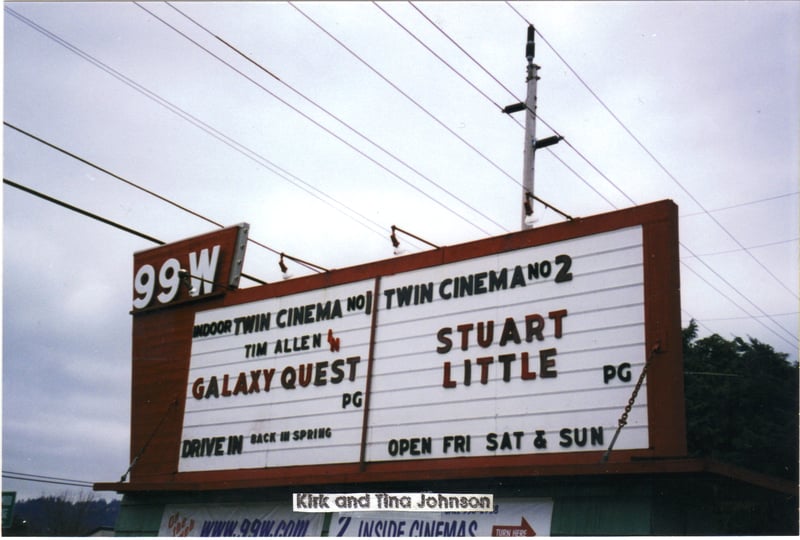 99W
INDOOR TWIN CINEMA NO 1
TIM ALLEN IN
GALAXY QUEST
PG
DRIVE IN BACK IN SPRING
TWIN CINEMA NO 2
STUART
LITTLE
PG
OPEN FRI SAT & SUN
Kirk and Tina Johnson
www.99w.com
2 INSIDE CINEMAS
TURN HERE